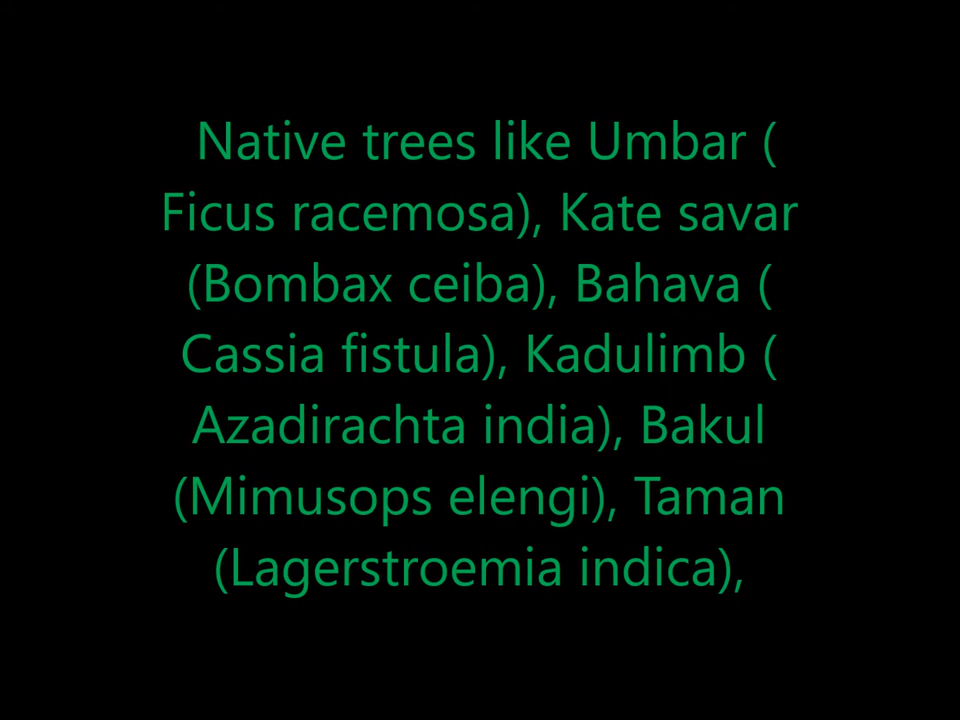 Native trees like Umbar (
Ficus racemosa), Kate savar
(Bombax ceiba), Bahava (
Cassia fistula), Kadulimb (
Azadirachta india), Bakul
(Mimusops elengi), Taman
(Lagerstroemia indica),